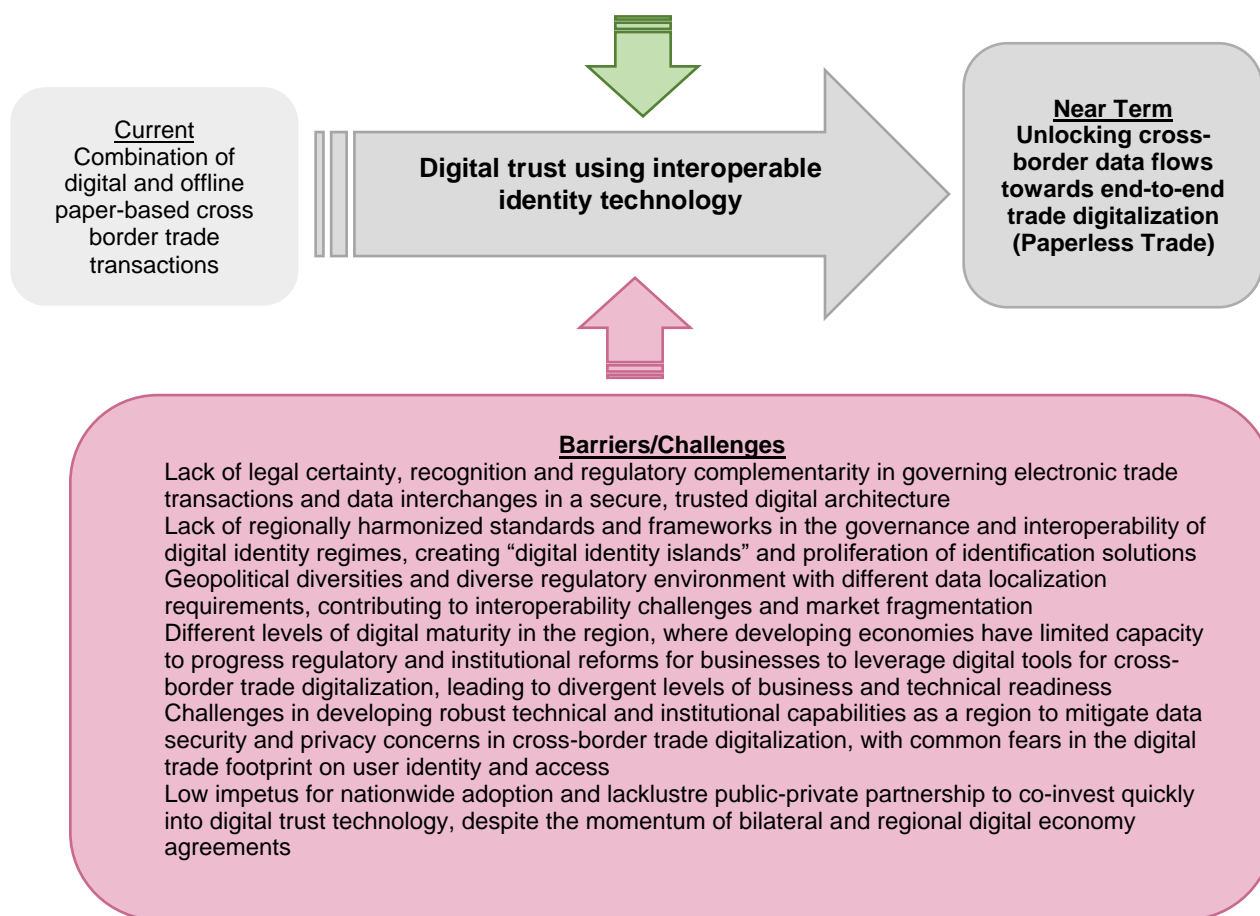 Current
Combination of
digital and offline
paper-based cross
border trade
transactions
Digital trust using interoperable
identity technology
Near Term
Unlocking cross-
border data flows
towards end-to-end
trade digitalization
(Paperless Trade)
Barriers/Challenges
Lack of legal certainty, recognition and regulatory complementarity in governing electronic trade
transactions and data interchanges in a secure, trusted digital architecture
Lack of regionally harmonized standards and frameworks in the governance and interoperability of
digital identity regimes, creating “digital identity islands” and proliferation of identification solutions
Geopolitical diversities and diverse regulatory environment with different data localization
requirements, contributing to interoperability challenges and market fragmentation
Different levels of digital maturity in the region, where developing economies have limited capacity
to progress regulatory and institutional reforms for businesses to leverage digital tools for cross-
border trade digitalization, leading to divergent levels of business and technical readiness
Challenges in developing robust technical and institutional capabilities as a region to mitigate data
security and privacy concerns in cross-border trade digitalization, with common fears in the digital
trade footprint on user identity and access
Low impetus for nationwide adoption and lacklustre public-private partnership to co-invest quickly
into digital trust technology, despite the momentum of bilateral and regional digital economy
agreements